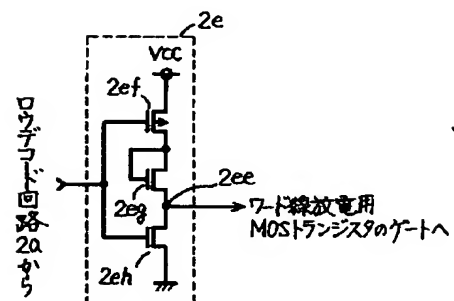 2e
VCC
2ef
2ee
2eg
2eh
ロウデコード回路2aから
ワード線放電用
MOSトランジスタのゲートへ